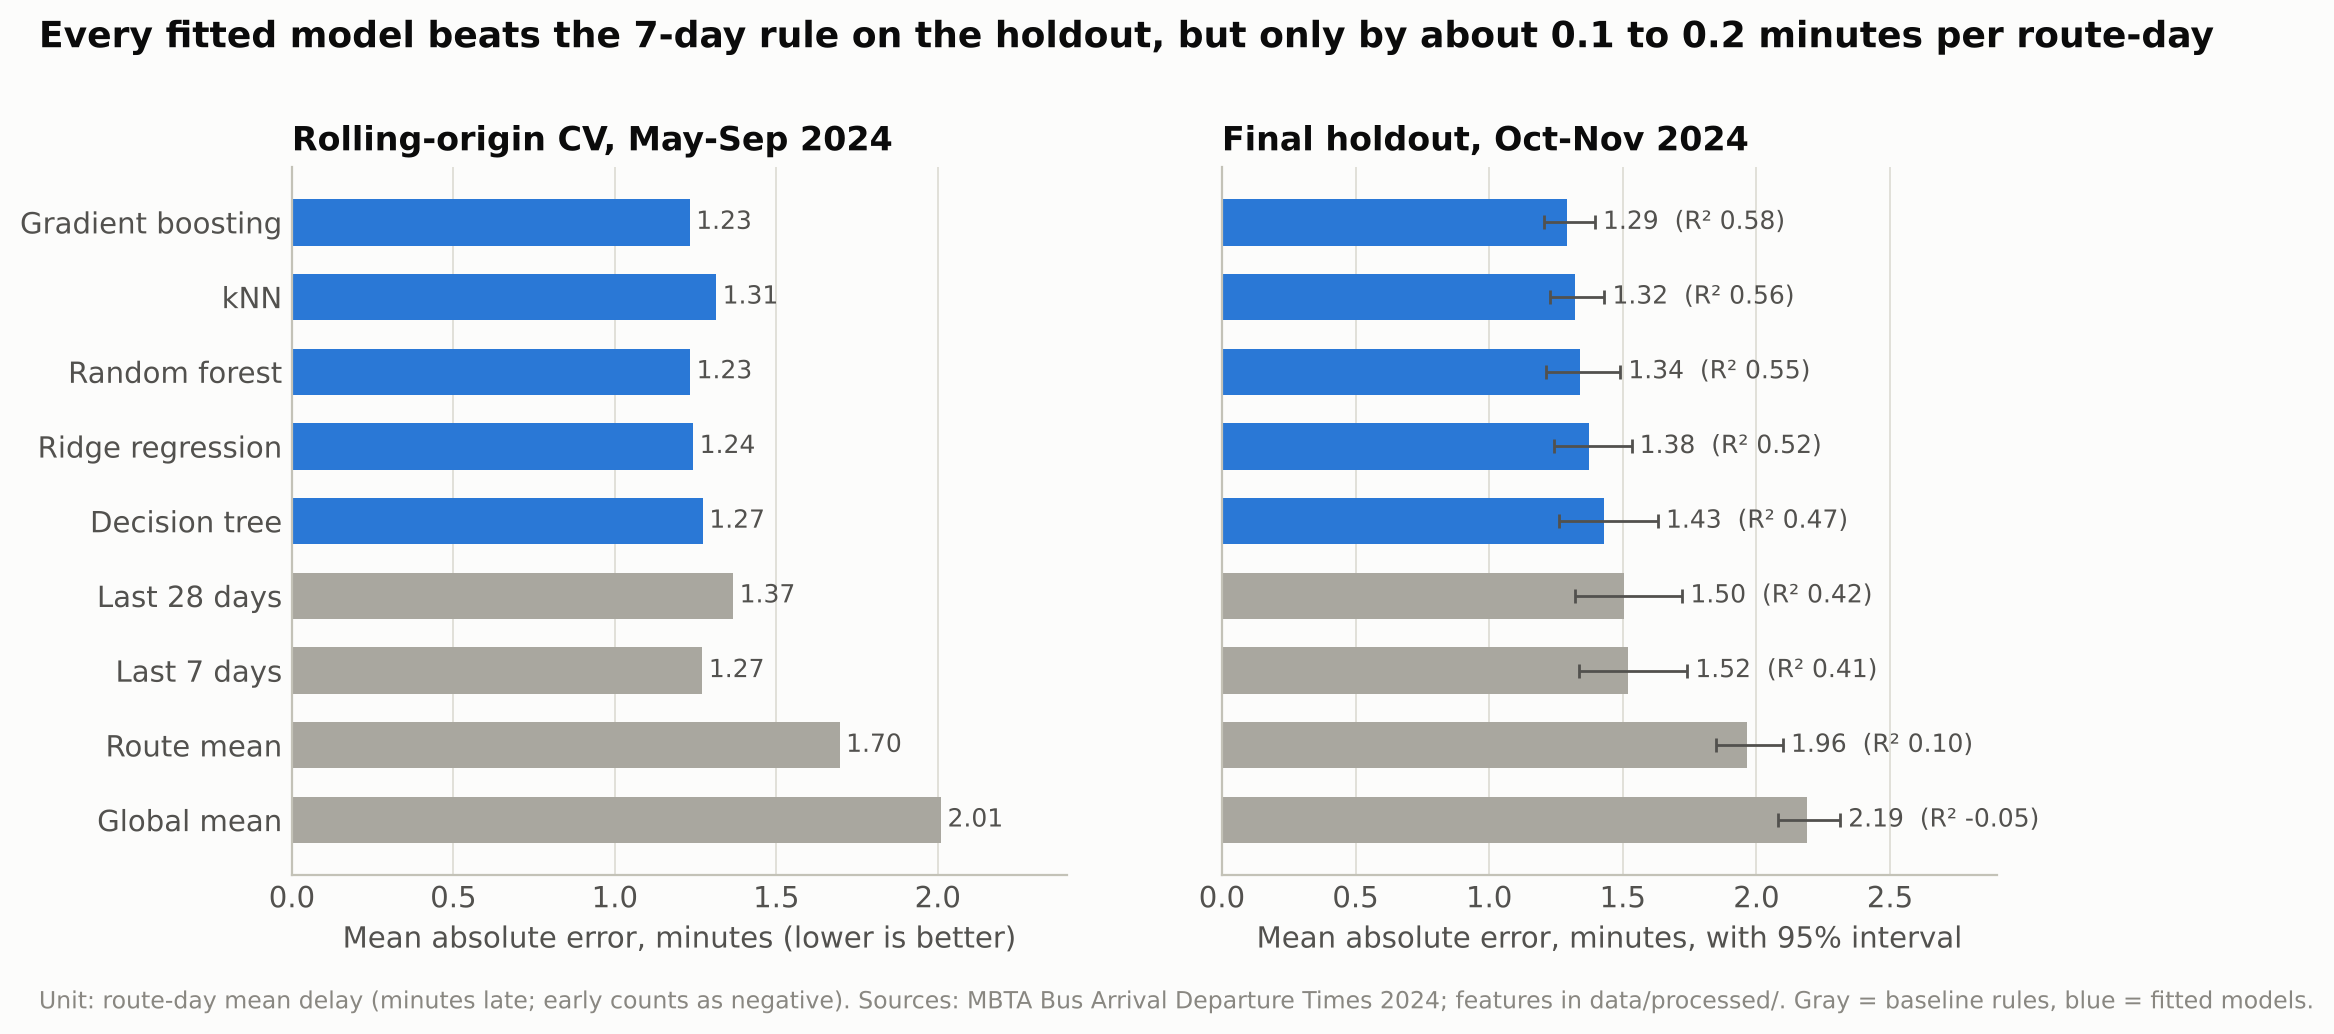 Every fitted model beats the 7-day rule on the holdout, but only by about 0.1 to 0.2 minutes per route-day
Rolling-origin CV, May-Sep 2024
Gradient boosting 1.23
kNN 1.31
Random forest 1.23
Ridge regression 1.24
Decision tree 1.27
Last 28 days 1.37
Last 7 days 1.27
Route mean 1.70
Global mean 2.01
0.0 0.5 1.0 1.5 2.0
Mean absolute error, minutes (lower is better)
Final holdout, Oct-Nov 2024
1.29 (R² 0.58)
1.32 (R² 0.56)
1.34 (R² 0.55)
1.38 (R² 0.52)
1.43 (R² 0.47)
1.50 (R² 0.42)
1.52 (R² 0.41)
1.96 (R² 0.10)
2.19 (R² -0.05)
0.0 0.5 1.0 1.5 2.0 2.5
Mean absolute error, minutes, with 95% interval
Unit: route-day mean delay (minutes late; early counts as negative). Sources: MBTA Bus Arrival Departure Times 2024; features in data/processed/. Gray = baseline rules, blue = fitted models.